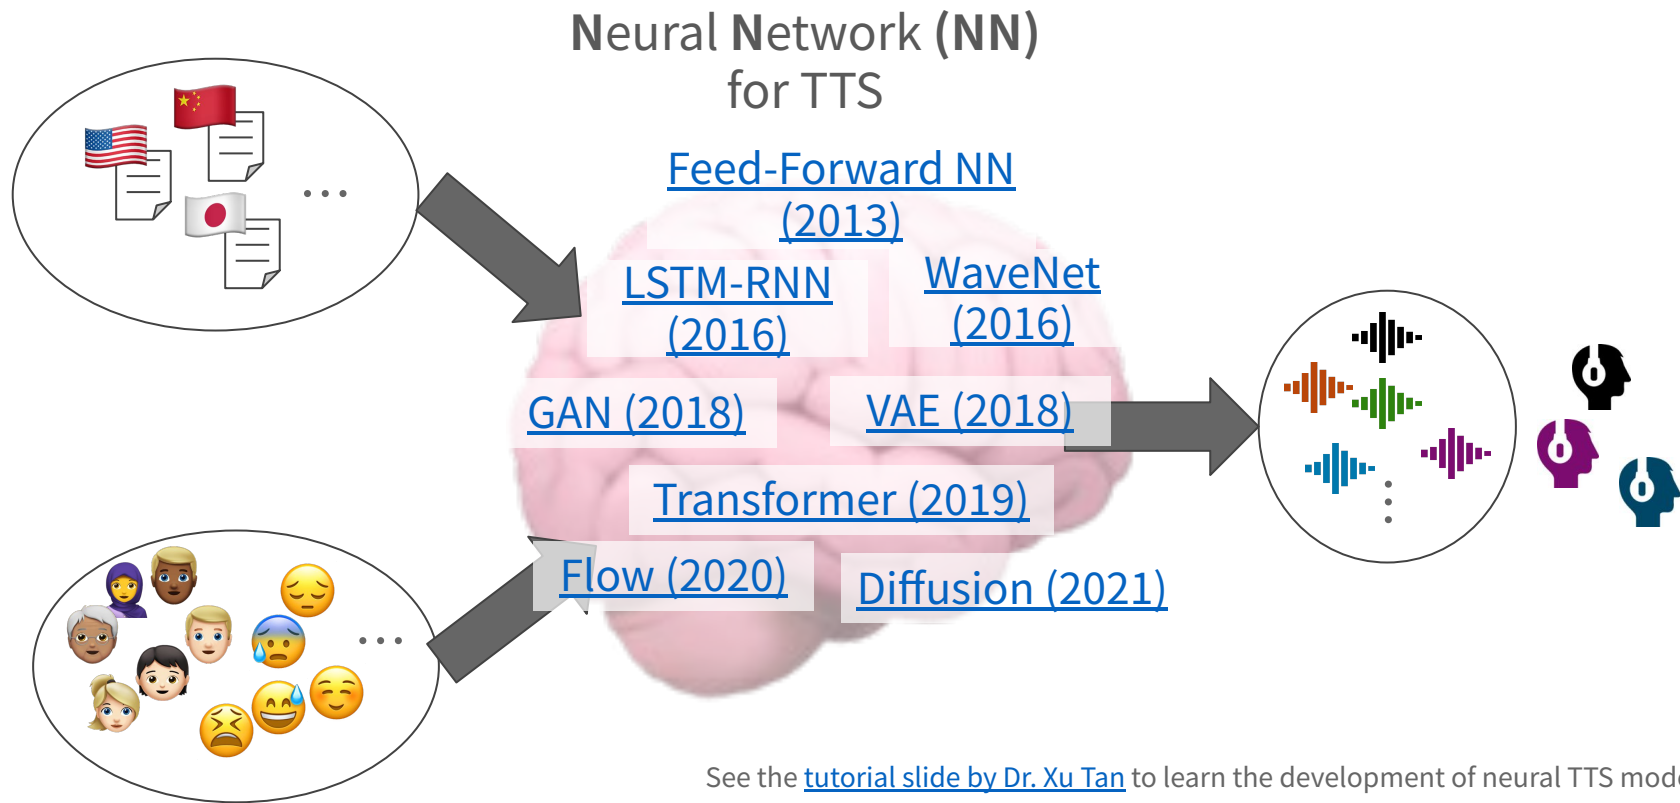 Neural Network (NN)
for TTS
Feed-Forward NN
(2013)
LSTM-RNN
(2016)
WaveNet
(2016)
GAN (2018)
VAE (2018)
Transformer (2019)
Flow (2020)
Diffusion (2021)
See the tutorial slide by Dr. Xu Tan to learn the development of neural TTS